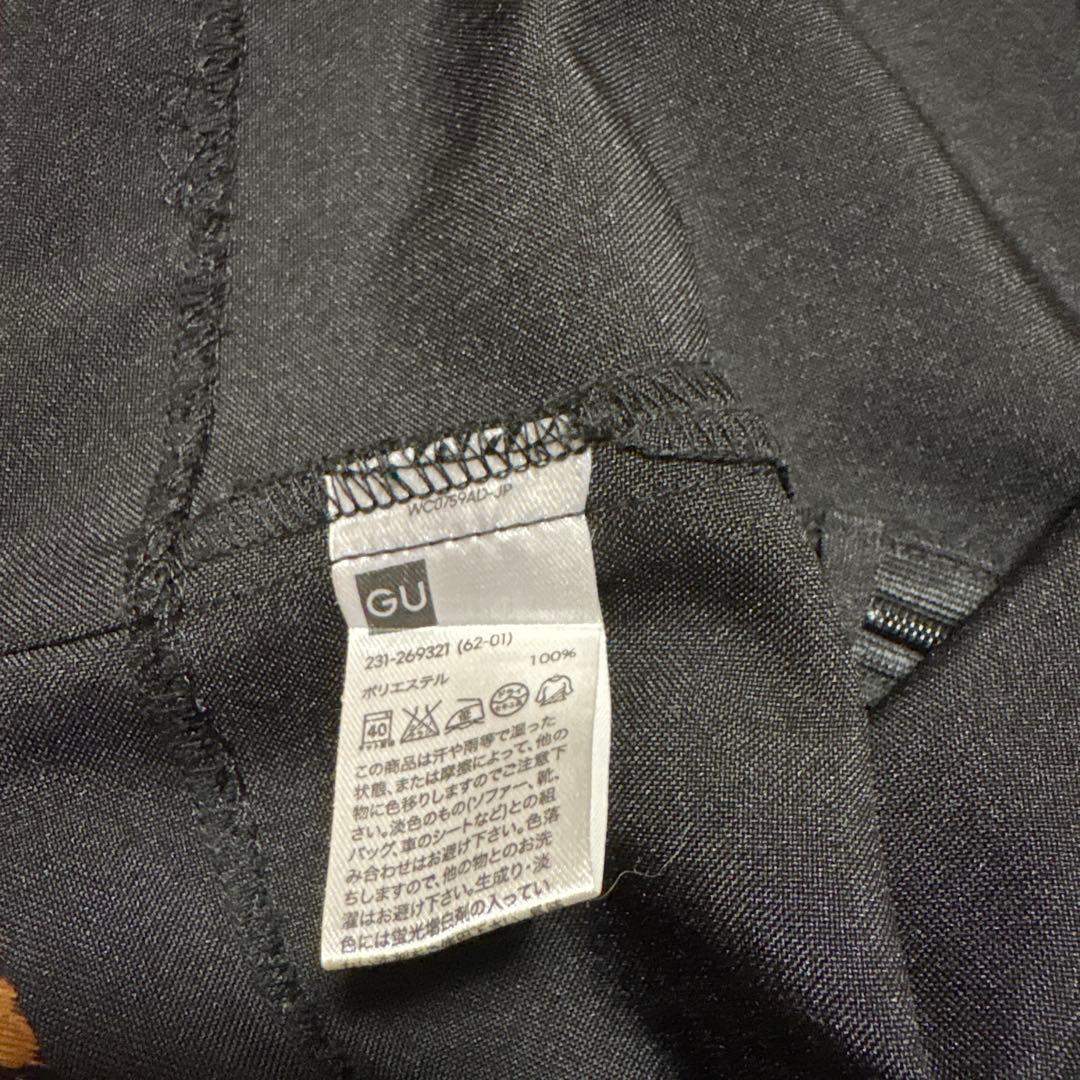 WC0759AD-JP
GU
231-269321 (62-01)
100%
ポリエステル
40
この商品は汗や雨等で湿った
状態、または摩擦によって、他の
物に色移りしますのでご注意下
さい。淡色のもの(ソファー、靴、
バッグ、車のシートなど)との組
み合わせはお避け下さい。色落
ちしますので、他の物とのお洗
濯はお避け下さい。生成り・淡
色には蛍光増白剤の入ってい